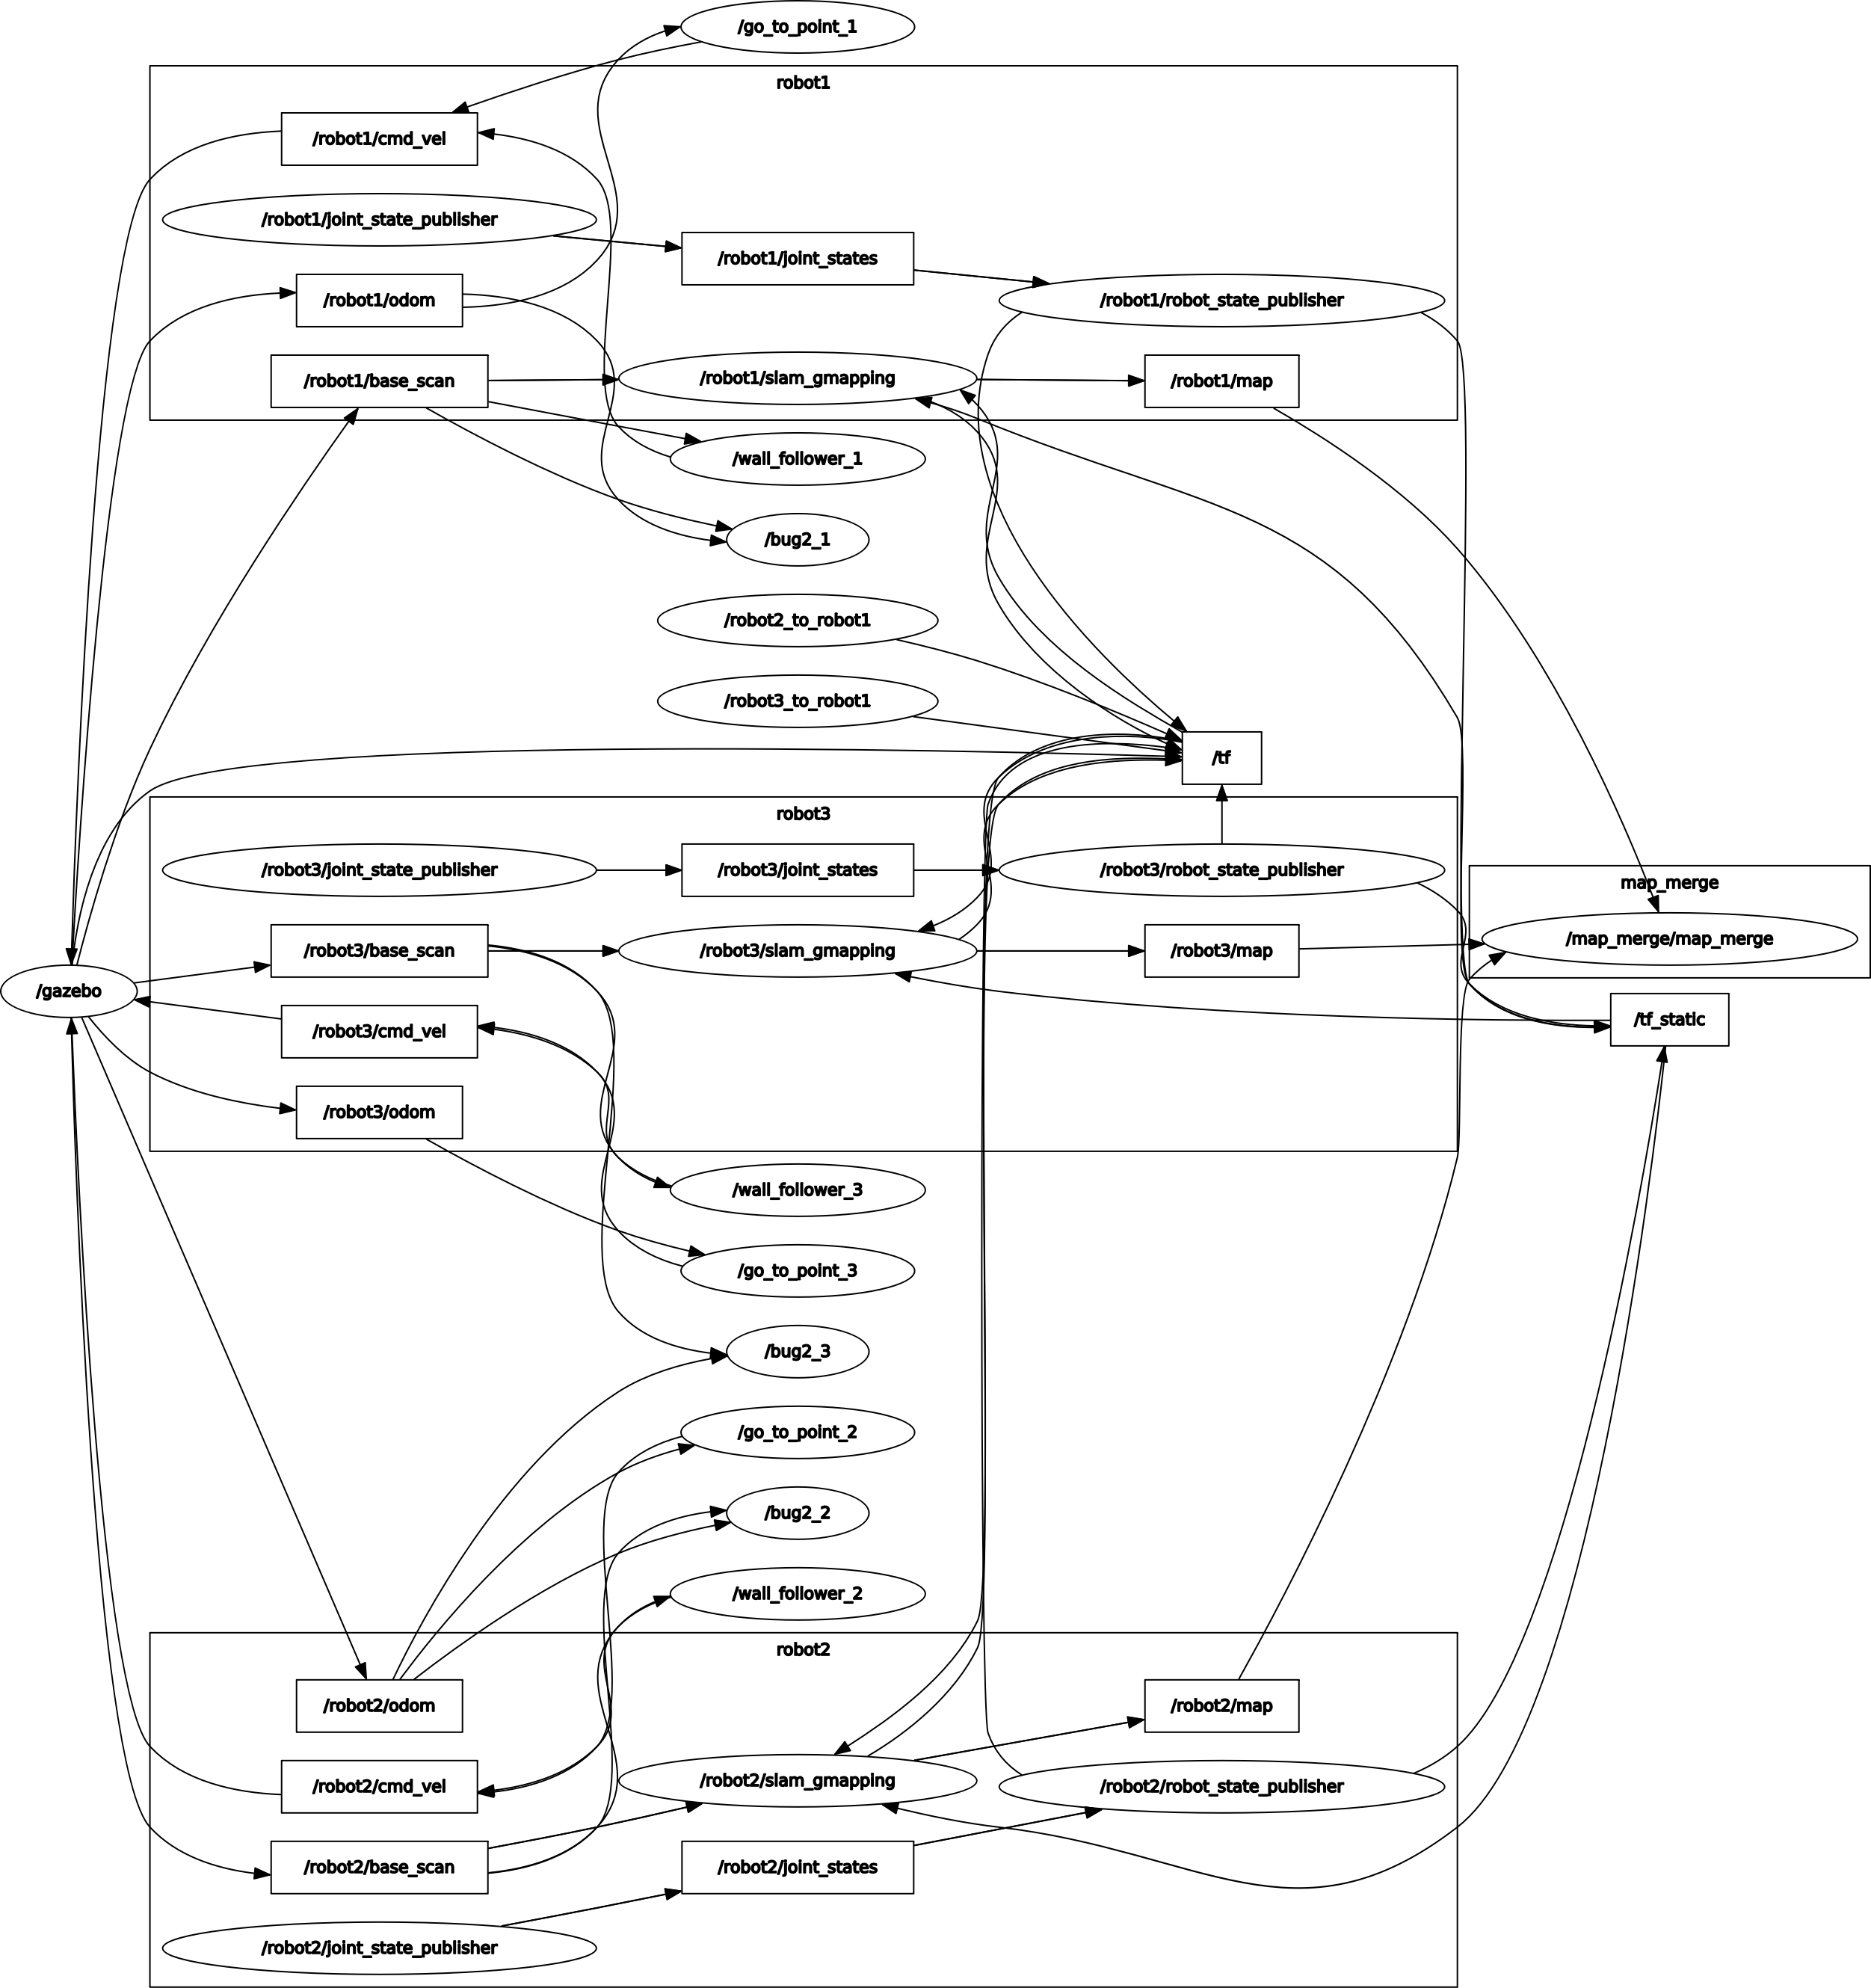 /go_to_point_1
robot1
/robot1/cmd_vel
/robot1/joint_state_publisher
/robot1/joint_states
/robot1/odom
/robot1/robot_state_publisher
/robot1/base_scan
/robot1/slam_gmapping
/robot1/map
/wall_follower_1
/bug2_1
/robot2_to_robot1
/robot3_to_robot1
/tf
robot3
/robot3/joint_state_publisher
/robot3/joint_states
/robot3/robot_state_publisher
map_merge
/map_merge/map_merge
/robot3/base_scan
/robot3/slam_gmapping
/robot3/map
/gazebo
/tf_static
/robot3/cmd_vel
/robot3/odom
/wall_follower_3
/go_to_point_3
/bug2_3
/go_to_point_2
/bug2_2
/wall_follower_2
robot2
/robot2/odom
/robot2/map
/robot2/cmd_vel
/robot2/slam_gmapping
/robot2/robot_state_publisher
/robot2/base_scan
/robot2/joint_states
/robot2/joint_state_publisher